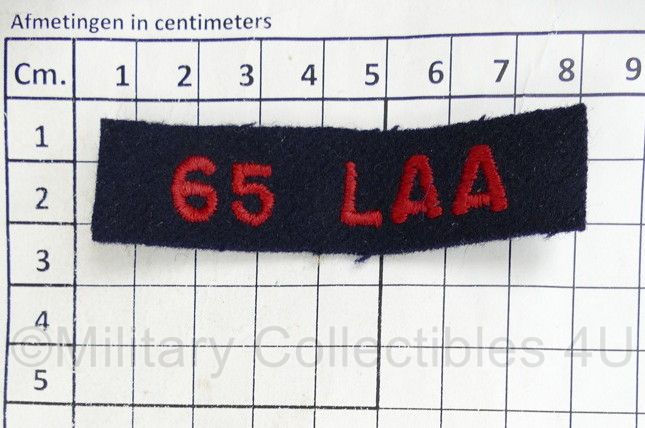 Afmetingen in centimeters
Cm. 1 2 3 4 5 6 7 8 9
1
65 LAA
2
3
4
©Military Collectibles 4U
5